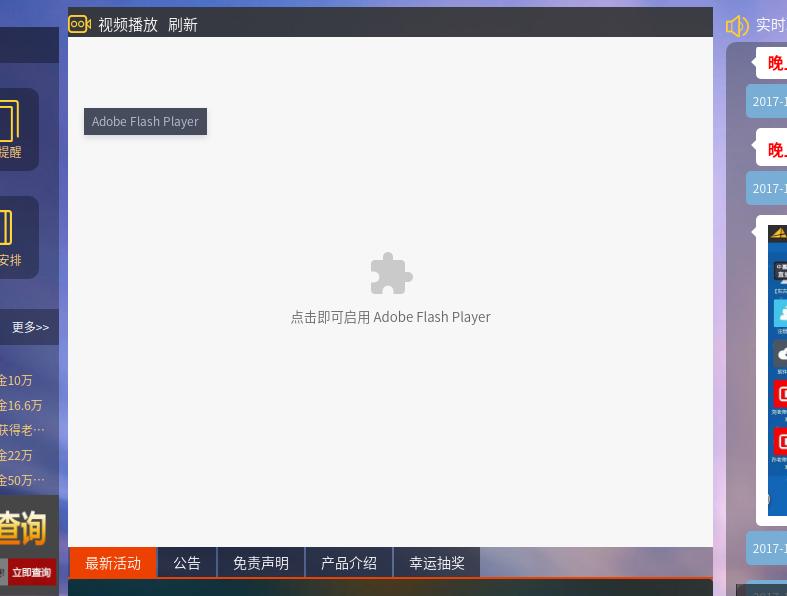 视频播放 刷新
实时
提醒
安排
更多>>
金10万
金16.6万
获得老…
金22万
金50万…
查询
立即查询
Adobe Flash Player
点击即可启用 Adobe Flash Player
最新活动
公告
免责声明
产品介绍
幸运抽奖
晚上
2017-1
晚上
2017-1
2017-1